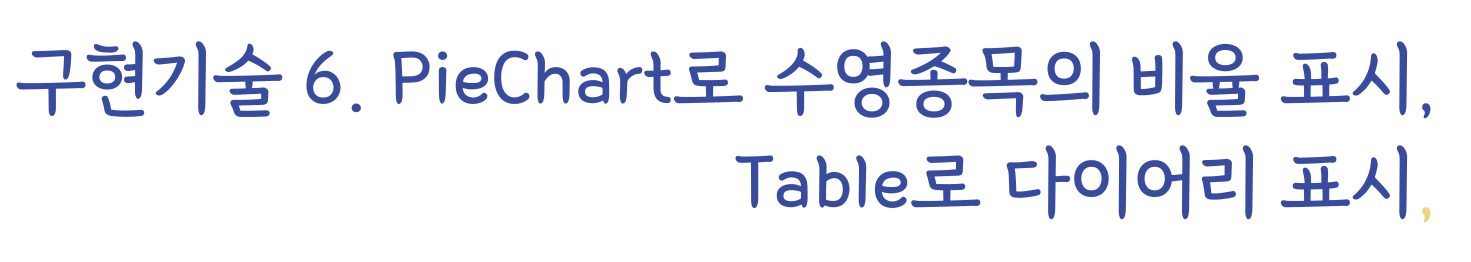 구현기술 6. PieChart로 수영종목의 비율 표시,
Table로 다이어리 표시,